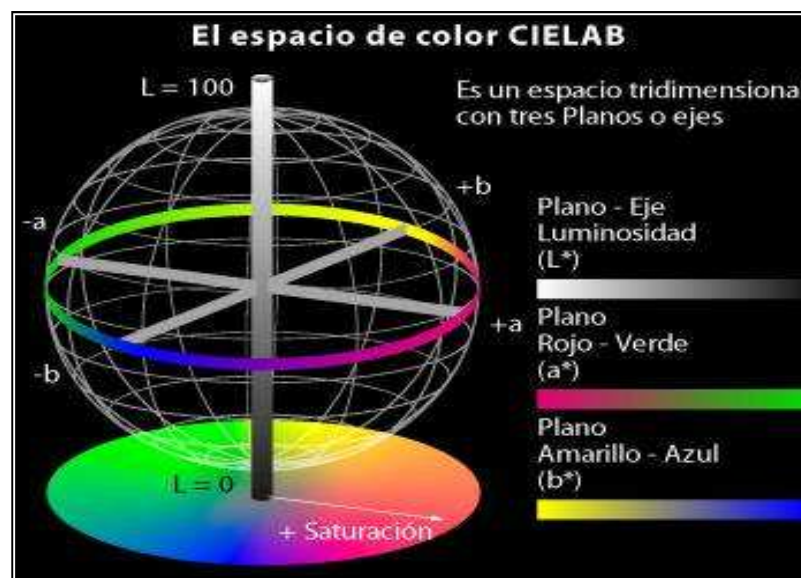 El espacio de color CIELAB
L = 100
Es un espacio tridimensiona
con tres Planos o ejes
+b
-a
Plano - Eje
Luminosidad
(L*)
+a
Plano
Rojo - Verde
(a*)
-b
Plano
Amarillo - Azul
(b*)
L = 0
+ Saturación